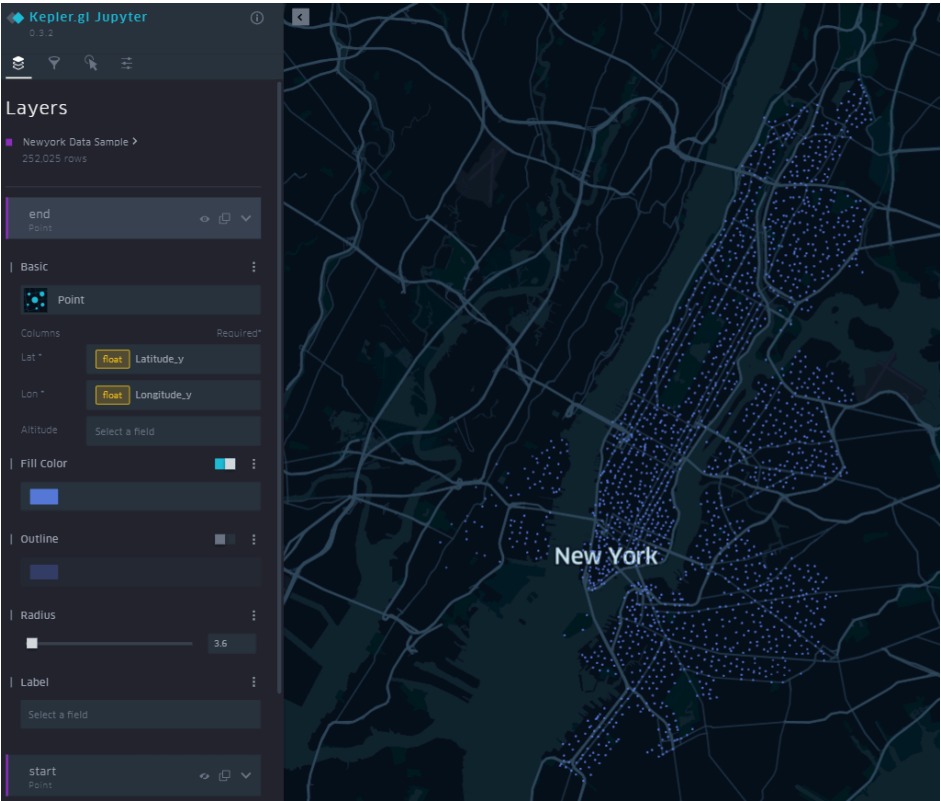 Kepler.gl Jupyter
0.3.2
Layers
Newyork Data Sample
252,025 rows
end
Point
Basic
Point
Columns Required*
Lat * float Latitude_y
Lon * float Longitude_y
Altitude Select a field
Fill Color
Outline
Radius
3.6
Label
Select a field
start
Point
New York